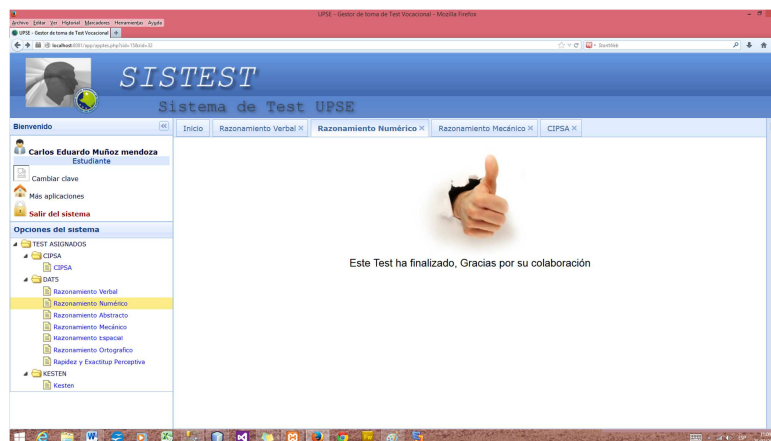 UPSE - Gestor de toma de Test Vocacional - Mozilla Firefox
Archivo Editar Ver Historial Marcadores Herramientas Ayuda
UPSE - Gestor de toma de Test Vocacional
SISTEST
Sistema de Test UPSE
Bienvenido
Inicio
Razonamiento Verbal
Razonamiento Numérico
Razonamiento Mecánico
CIPSA
Carlos Eduardo Muñoz mendoza
Estudiante
Cambiar clave
Más aplicaciones
Salir del sistema
Opciones del sistema
TEST ASIGNADOS
CIPSA
CIPSA
DATS
Razonamiento Verbal
Razonamiento Numérico
Razonamiento Abstracto
Razonamiento Mecánico
Razonamiento Espacial
Razonamiento Ortografico
Rapidez y Exactitup Perceptiva
KESTEN
Kesten
Este Test ha finalizado, Gracias por su colaboración